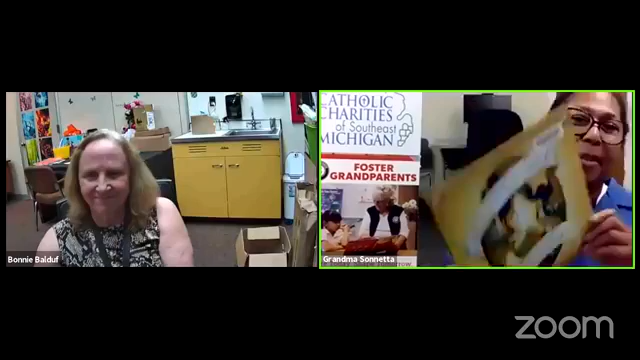 CATHOLIC
CHARITIES
of Southeast
MICHIGAN
FOSTER
GRANDPARENTS
Bonnie Balduf
Grandma Sonnetta
zoom